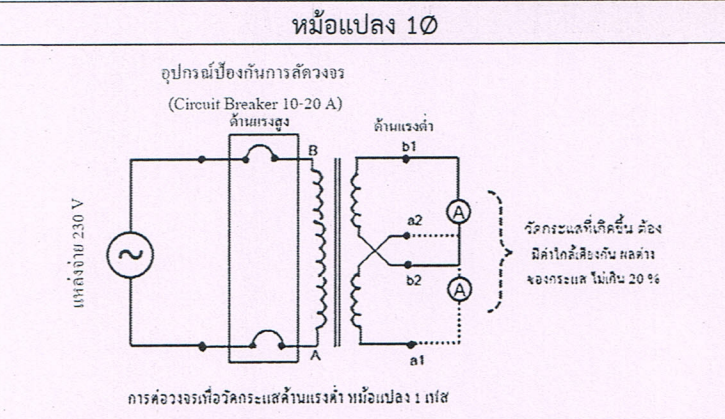 หม้อแปลง 1Ø
อุปกรณ์ป้องกันการลัดวงจร
(Circuit Breaker 10-20 A)
ด้านแรงสูง
ด้านแรงต่ำ
B
b1
A
a2
แหล่งจ่าย 230 V
~
b2
A
A
a1
วัดกระแสที่เกิดขึ้น ต้อง
มีค่าใกล้เคียงกัน ผลต่าง
ของกระแส ไม่เกิน 20 %
การต่อวงจรเพื่อวัดกระแสด้านแรงต่ำ หม้อแปลง 1 เฟส